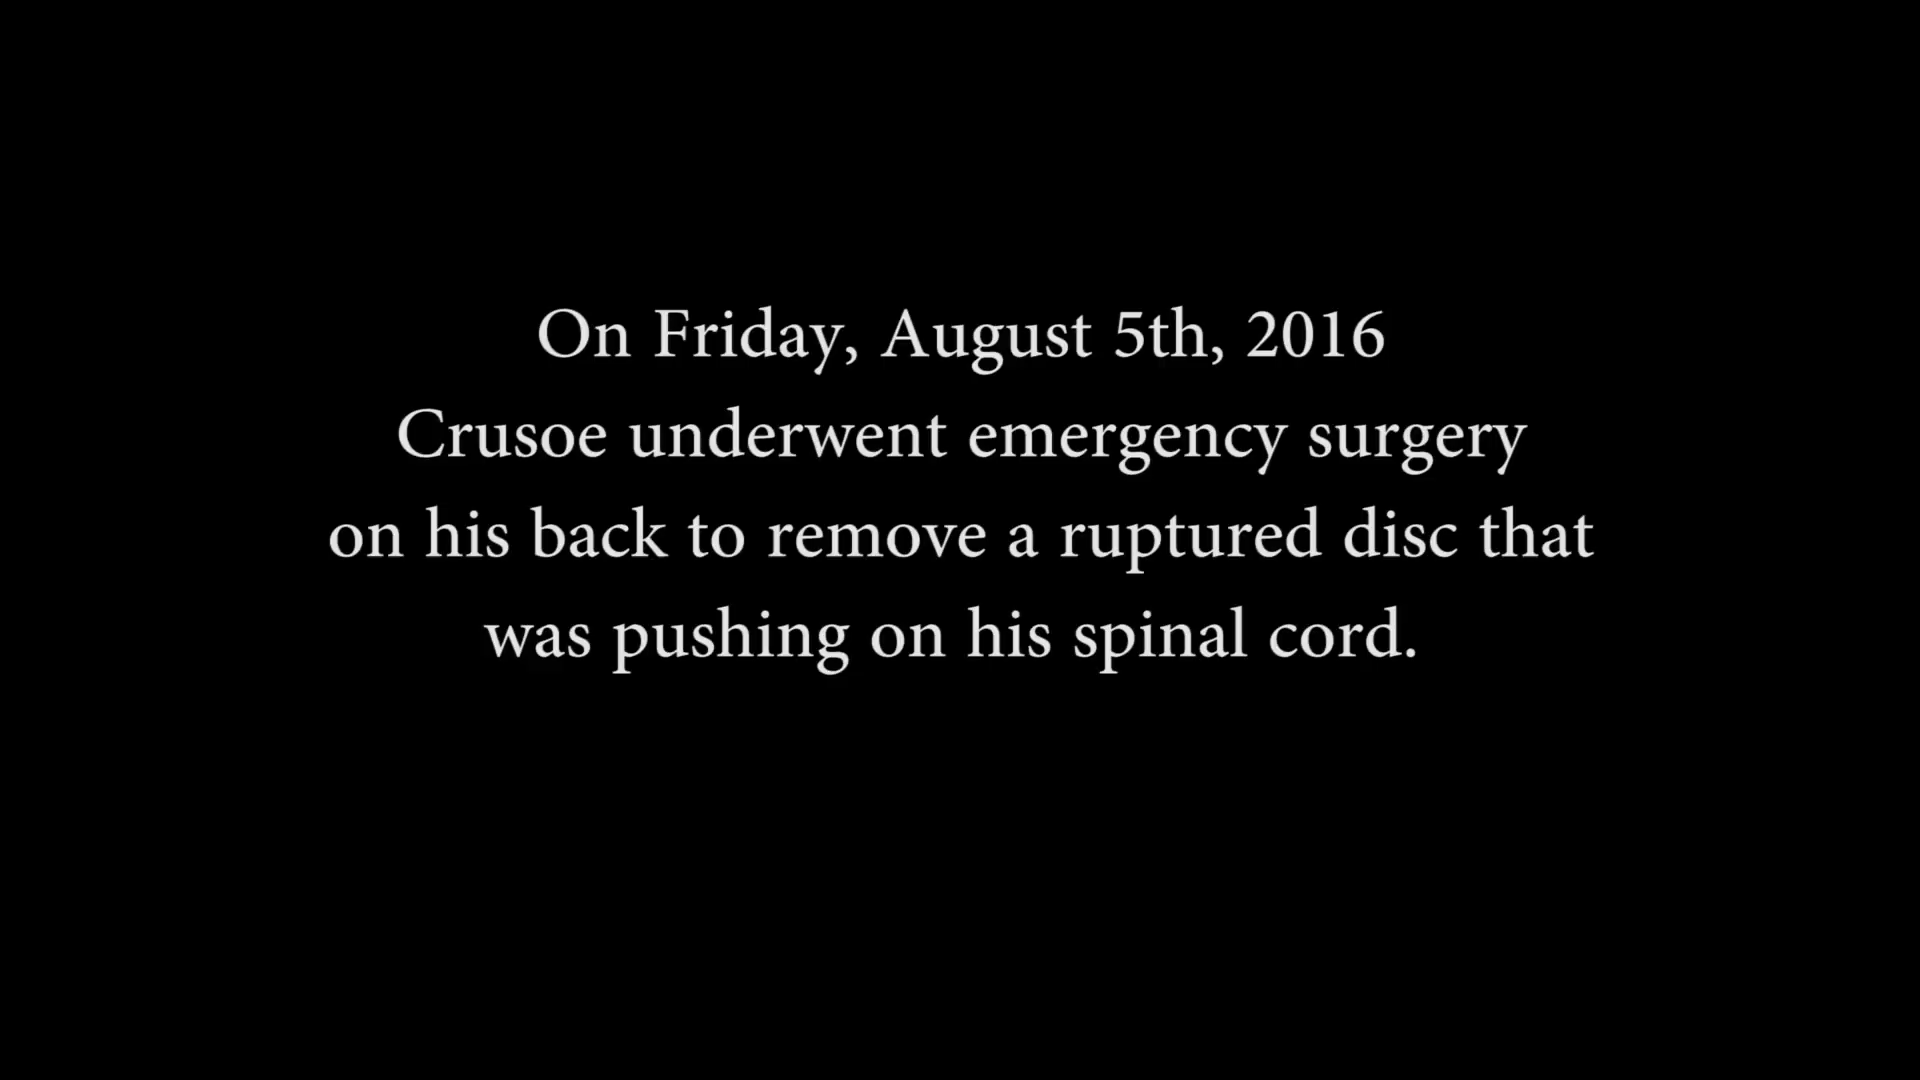 On Friday, August 5th, 2016
Crusoe underwent emergency surgery
on his back to remove a ruptured disc that
was pushing on his spinal cord.